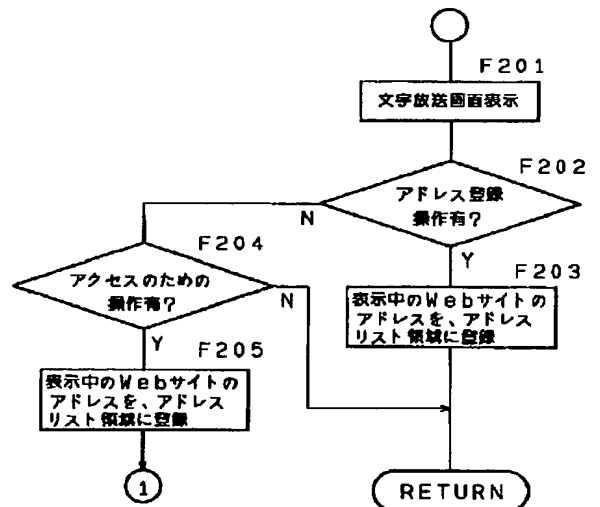 F201
文字放送画面表示
F202
アドレス登録
操作有?
N
Y
F204
アクセスのための
操作有?
N
Y
F203
表示中のWebサイトの
アドレスを、アドレス
リスト領域に登録
F205
表示中のWebサイトの
アドレスを、アドレス
リスト領域に登録
1
RETURN